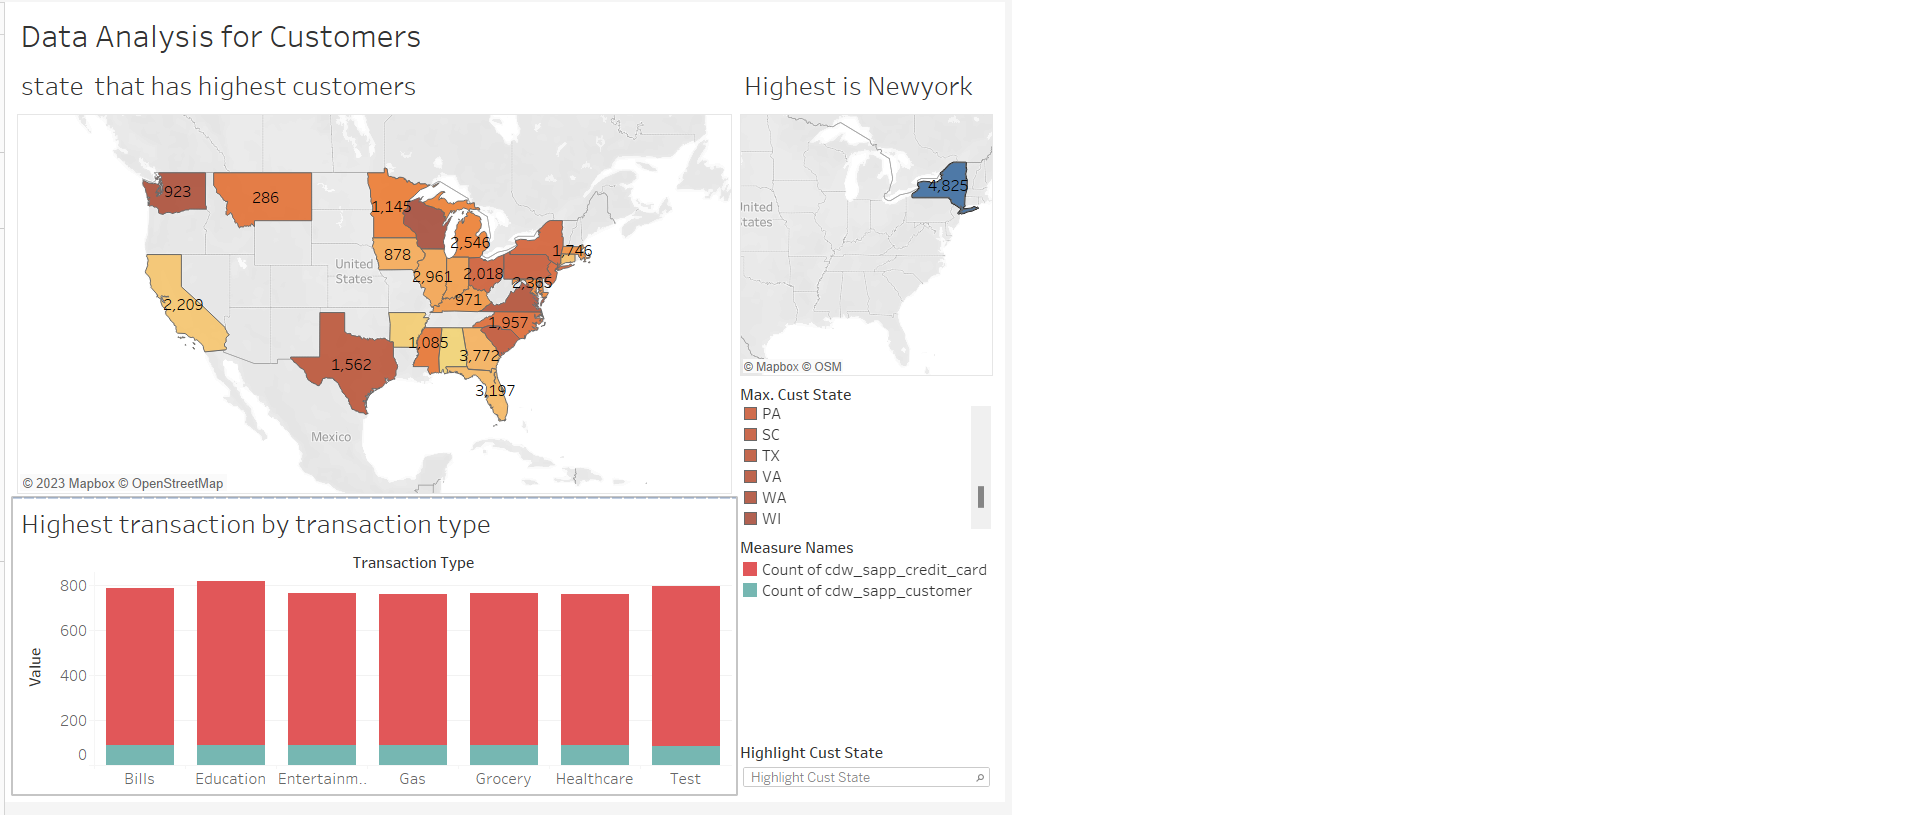 Data Analysis for Customers
state that has highest customers
923
286
1,145
2,546
1,746
878
2,961
2,018
2,365
971
2,209
1,957
1,085
3,772
1,562
3,197
United
States
Mexico
© 2023 Mapbox © OpenStreetMap
Highest is Newyork
4,825
United
States
© Mapbox © OSM
Max. Cust State
PA
SC
TX
VA
WA
WI
Measure Names
Count of cdw_sapp_credit_card
Count of cdw_sapp_customer
Highlight Cust State
Highlight Cust State
Highest transaction by transaction type
Transaction Type
Value
800
600
400
200
0
Bills Education Entertainm.. Gas Grocery Healthcare Test